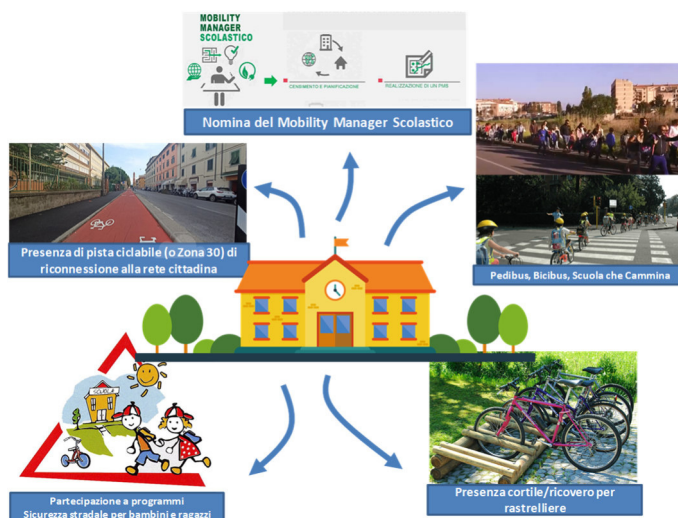 MOBILITY
MANAGER
SCOLASTICO
CENSIMENTO E PIANIFICAZIONE
REALIZZAZIONE DI UN PMS
Nomina del Mobility Manager Scolastico
Presenza di pista ciclabile (o Zona 30) di
riconnessione alla rete cittadina
Pedibus, Bicibus, Scuola che Cammina
SCUOLA
Partecipazione a programmi
Sicurezza stradale per bambini e ragazzi
Presenza cortile/ricovero per
rastrelliere